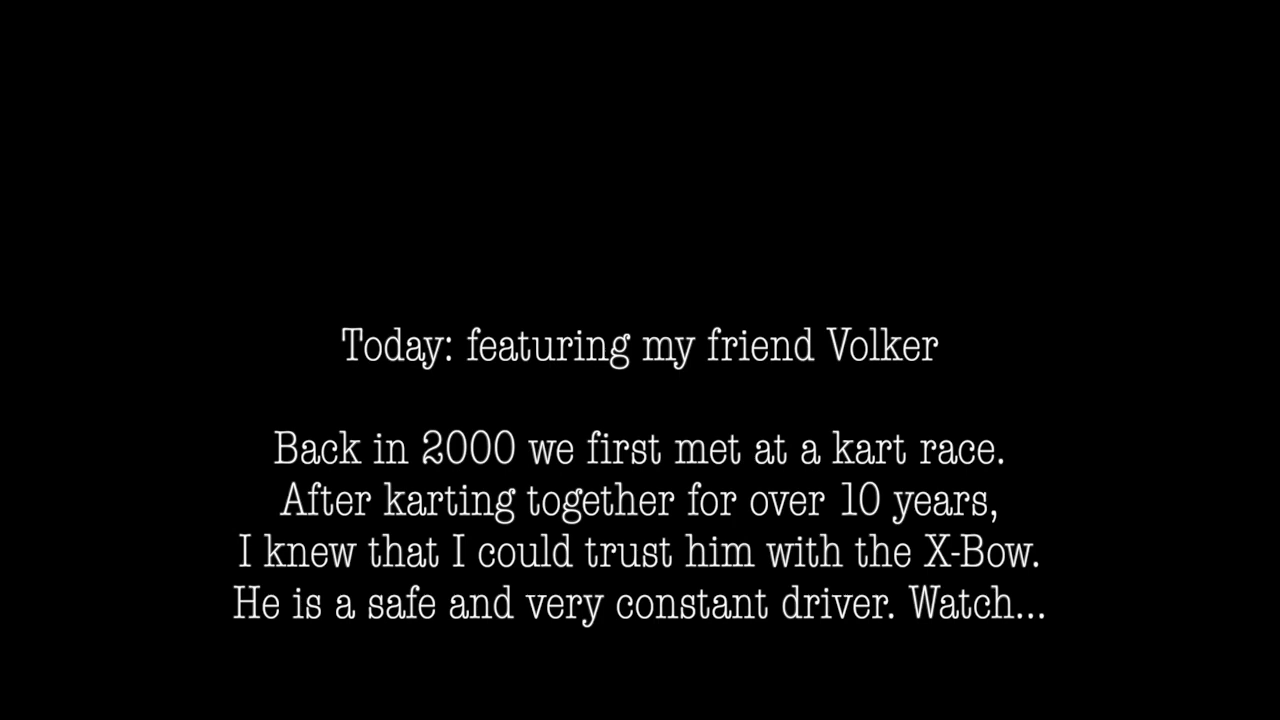 Today: featuring my friend Volker
Back in 2000 we first met at a kart race.
After karting together for over 10 years,
I knew that I could trust him with the X-Bow.
He is a safe and very constant driver. Watch...